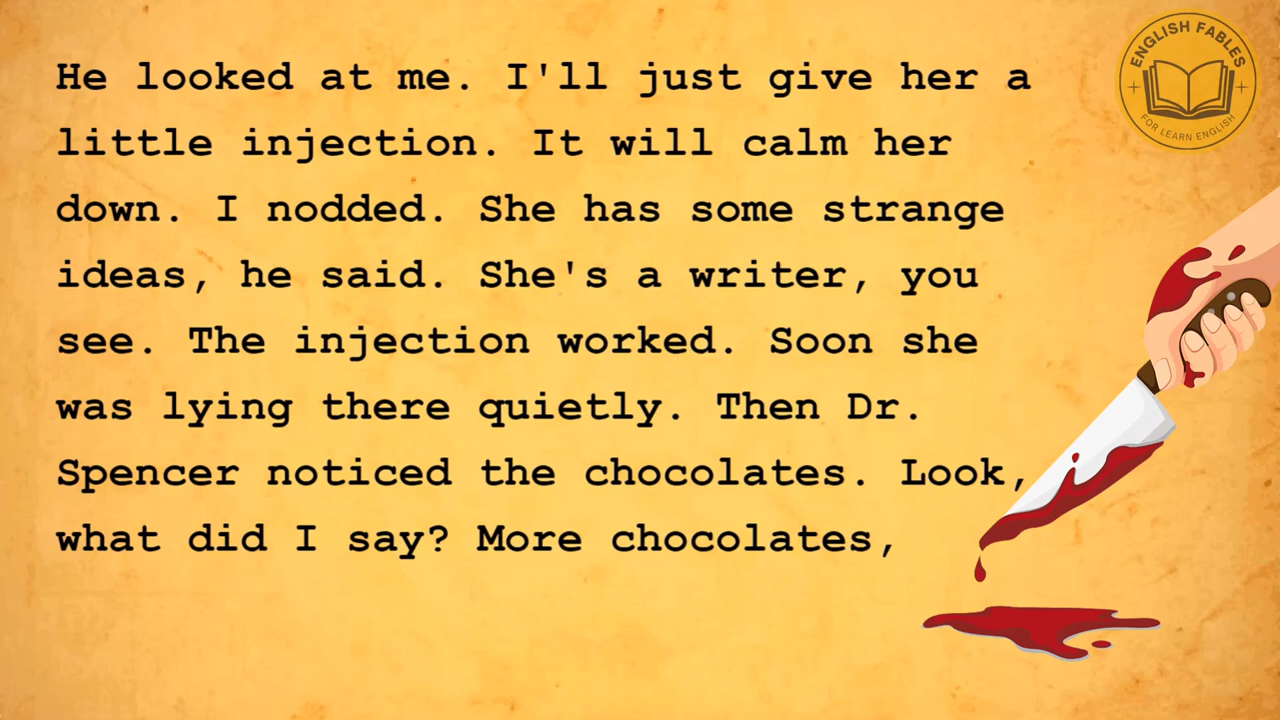 He looked at me. I'll just give her a
little injection. It will calm her
down. I nodded. She has some strange
ideas, he said. She's a writer, you
see. The injection worked. Soon she
was lying there quietly. Then Dr.
Spencer noticed the chocolates. Look,
what did I say? More chocolates,
ENGLISH FABLES
FOR LEARN ENGLISH